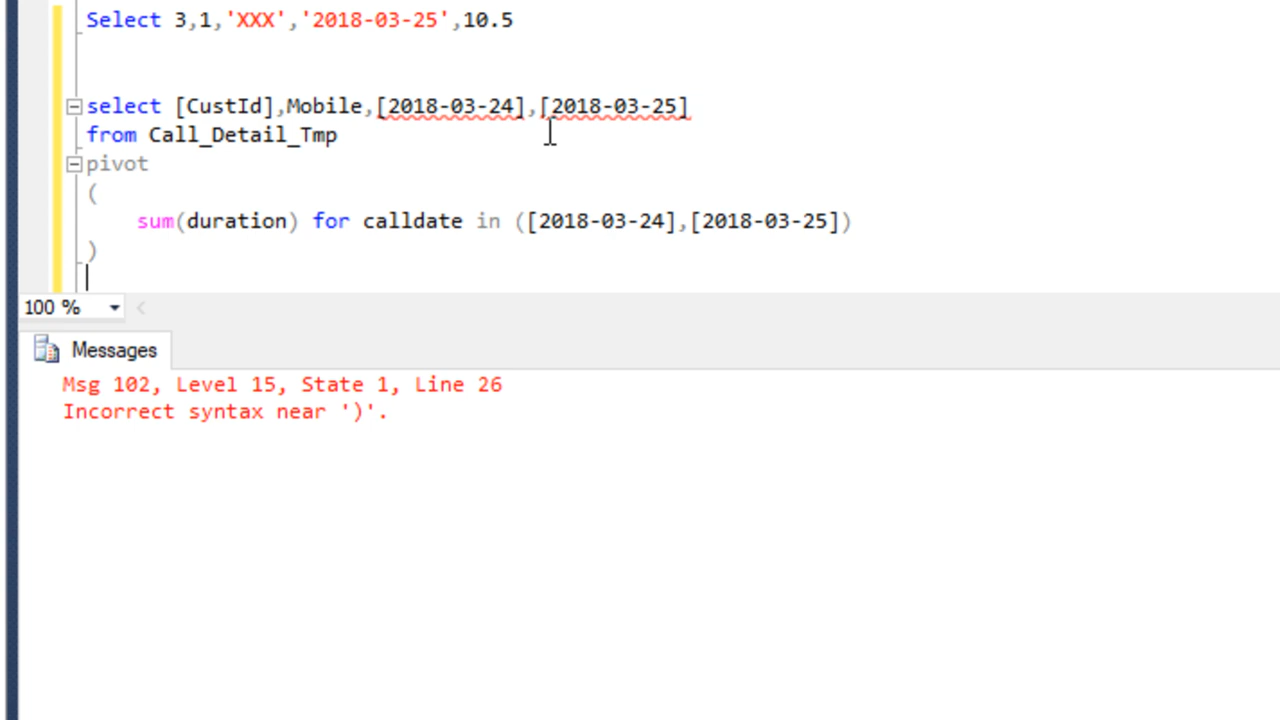 Select 3,1,'XXX','2018-03-25',10.5
select [CustId],Mobile,[2018-03-24],[2018-03-25]
from Call_Detail_Tmp
pivot
(
sum(duration) for calldate in ([2018-03-24],[2018-03-25])
)
100 %
Messages
Msg 102, Level 15, State 1, Line 26
Incorrect syntax near ')'.